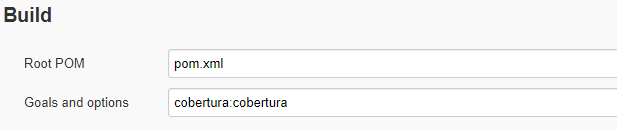 Build
Root POM pom.xml
Goals and options cobertura:cobertura